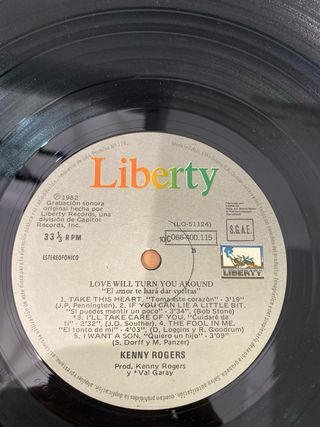 Liberty
℗ 1982
Grabación sonora
original hecha por
Liberty Records, una
división de Capitol
Records, Inc.
33 1/3 RPM
ESTEREOFONICO
(LO-51124)
10C 066-400.115
B
S.G.A.E.
LIBERTY
LOVE WILL TURN YOU AROUND
"El amor te hará dar vueltas"
1. TAKE THIS HEART, "Toma este corazón" - 3'19"
(J.P. Pennington). 2. IF YOU CAN LIE A LITTLE BIT,
"Si puedes mentir un poco" - 3'34". (Bob Stone)
*3. I'LL TAKE CARE OF YOU, "Cuidaré de
ti" - 2'32" (J.D. Souther). 4. THE FOOL IN ME,
"El tonto de mí" - 4'03" (D. Loggins y R. Goodrum)
5. I WANT A SON, "Quiero un hijo" - 3'09"
(S. Dorff y M. Panzer)
KENNY ROGERS
Prod. Kenny Rogers
y *Val Garay